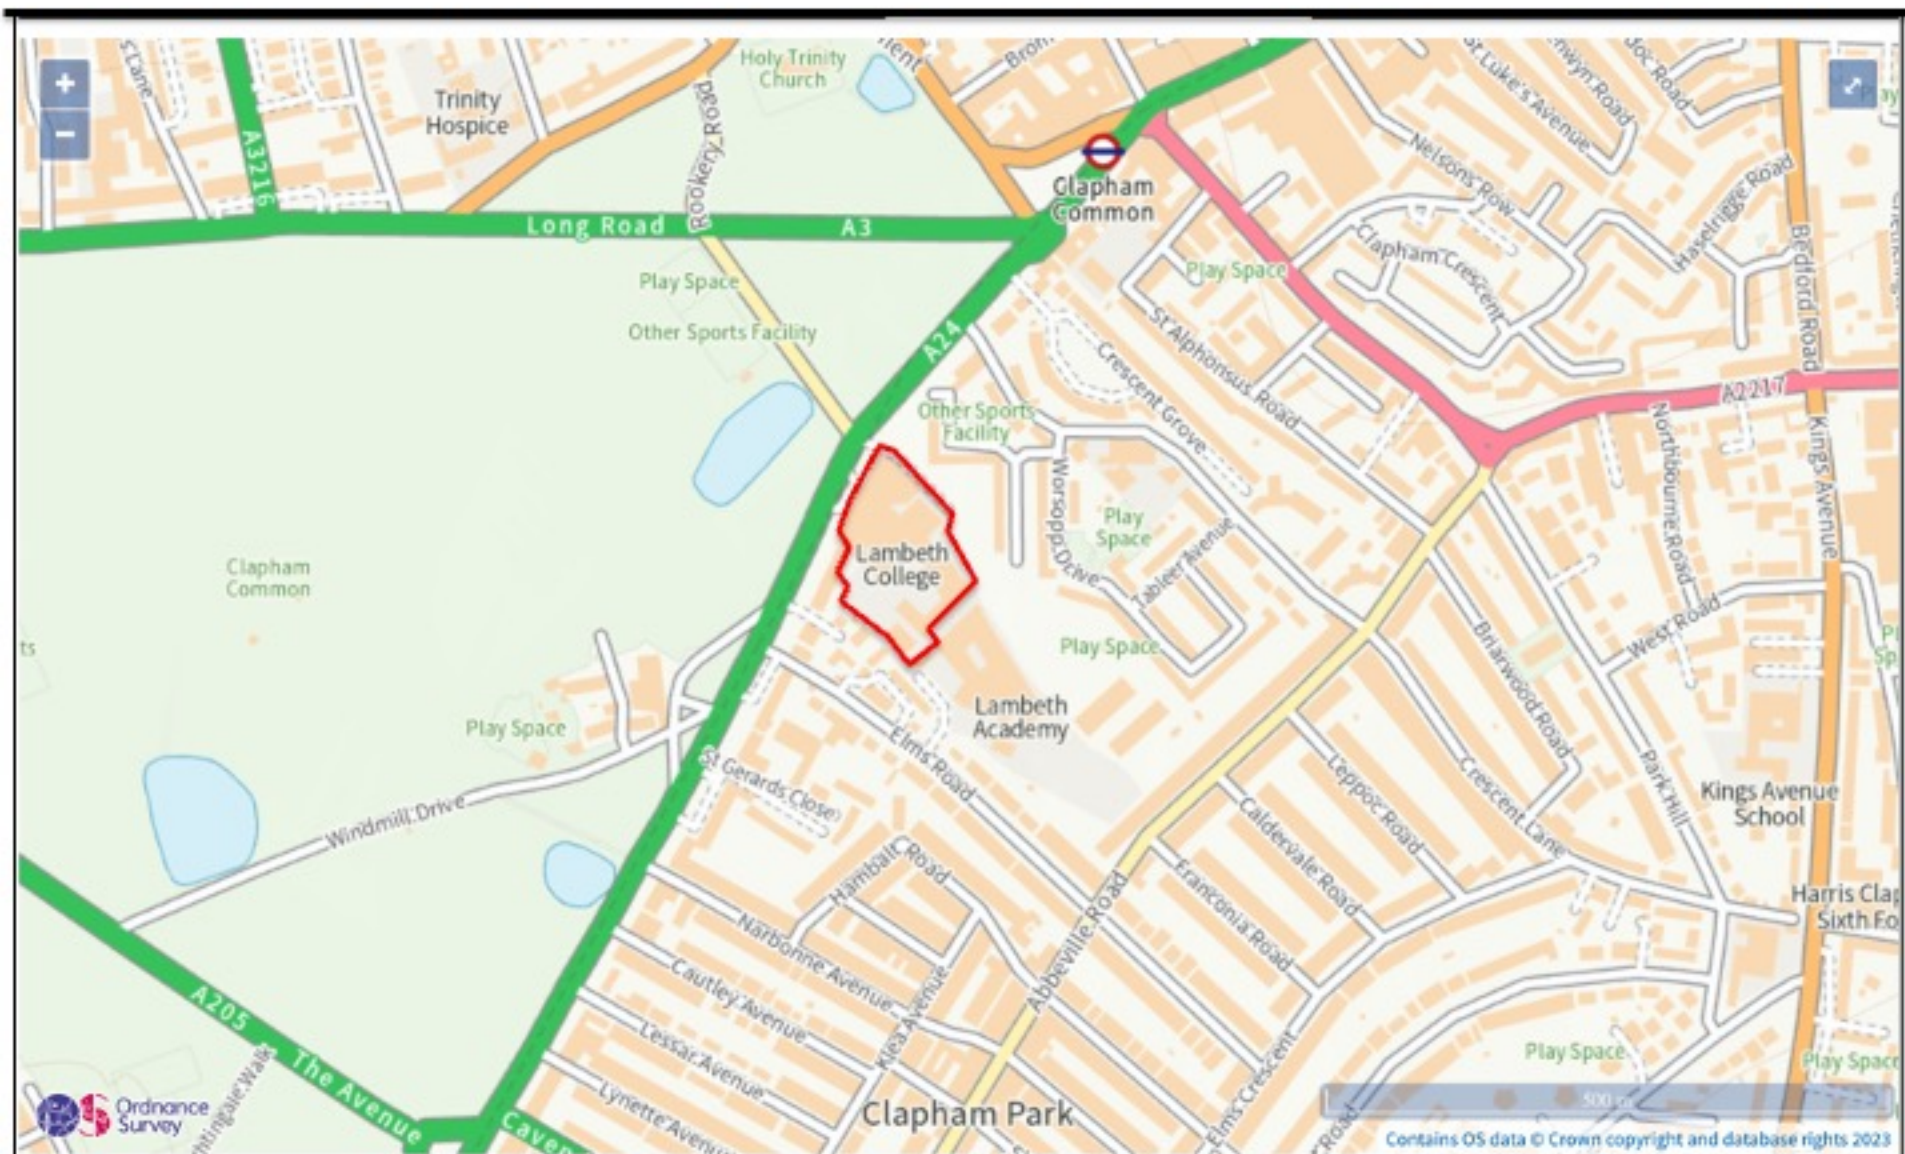 +
−
Trinity
Hospice
Holy Trinity
Church
A3216
Rookery Road
Clapham
Common
Nelsons Row
St Luke's Avenue
Haselrigge Road
Bedford Road
Long Road
A3
Play Space
Other Sports Facility
A24
Play Space
Clapham Crescent
St Alphonsus Road
Crescent Grove
A2217
Other Sports
Facility
Worsopp Drive
Play
Space
Tableer Avenue
Northbourne Road
Kings Avenue
Clapham
Common
Lambeth
College
Play Space
West Road
Briarwood Road
Play Space
Lambeth
Academy
Elms Road
St Gerards Close
Windmill Drive
Leppoc Road
Crescent Lane
Park Hill
Kings Avenue
School
Caldervale Road
Hambalt Road
Franconia Road
Abbeville Road
Harris Clap
Sixth Fo
Narbonne Avenue
Cautley Avenue
Klea Avenue
Lessar Avenue
Lynette Avenue
Elms Crescent
A205
The Avenue
Caven
Clapham Park
Play Space
Play Space
500 m
Ordnance
Survey
Contains OS data © Crown copyright and database rights 2023